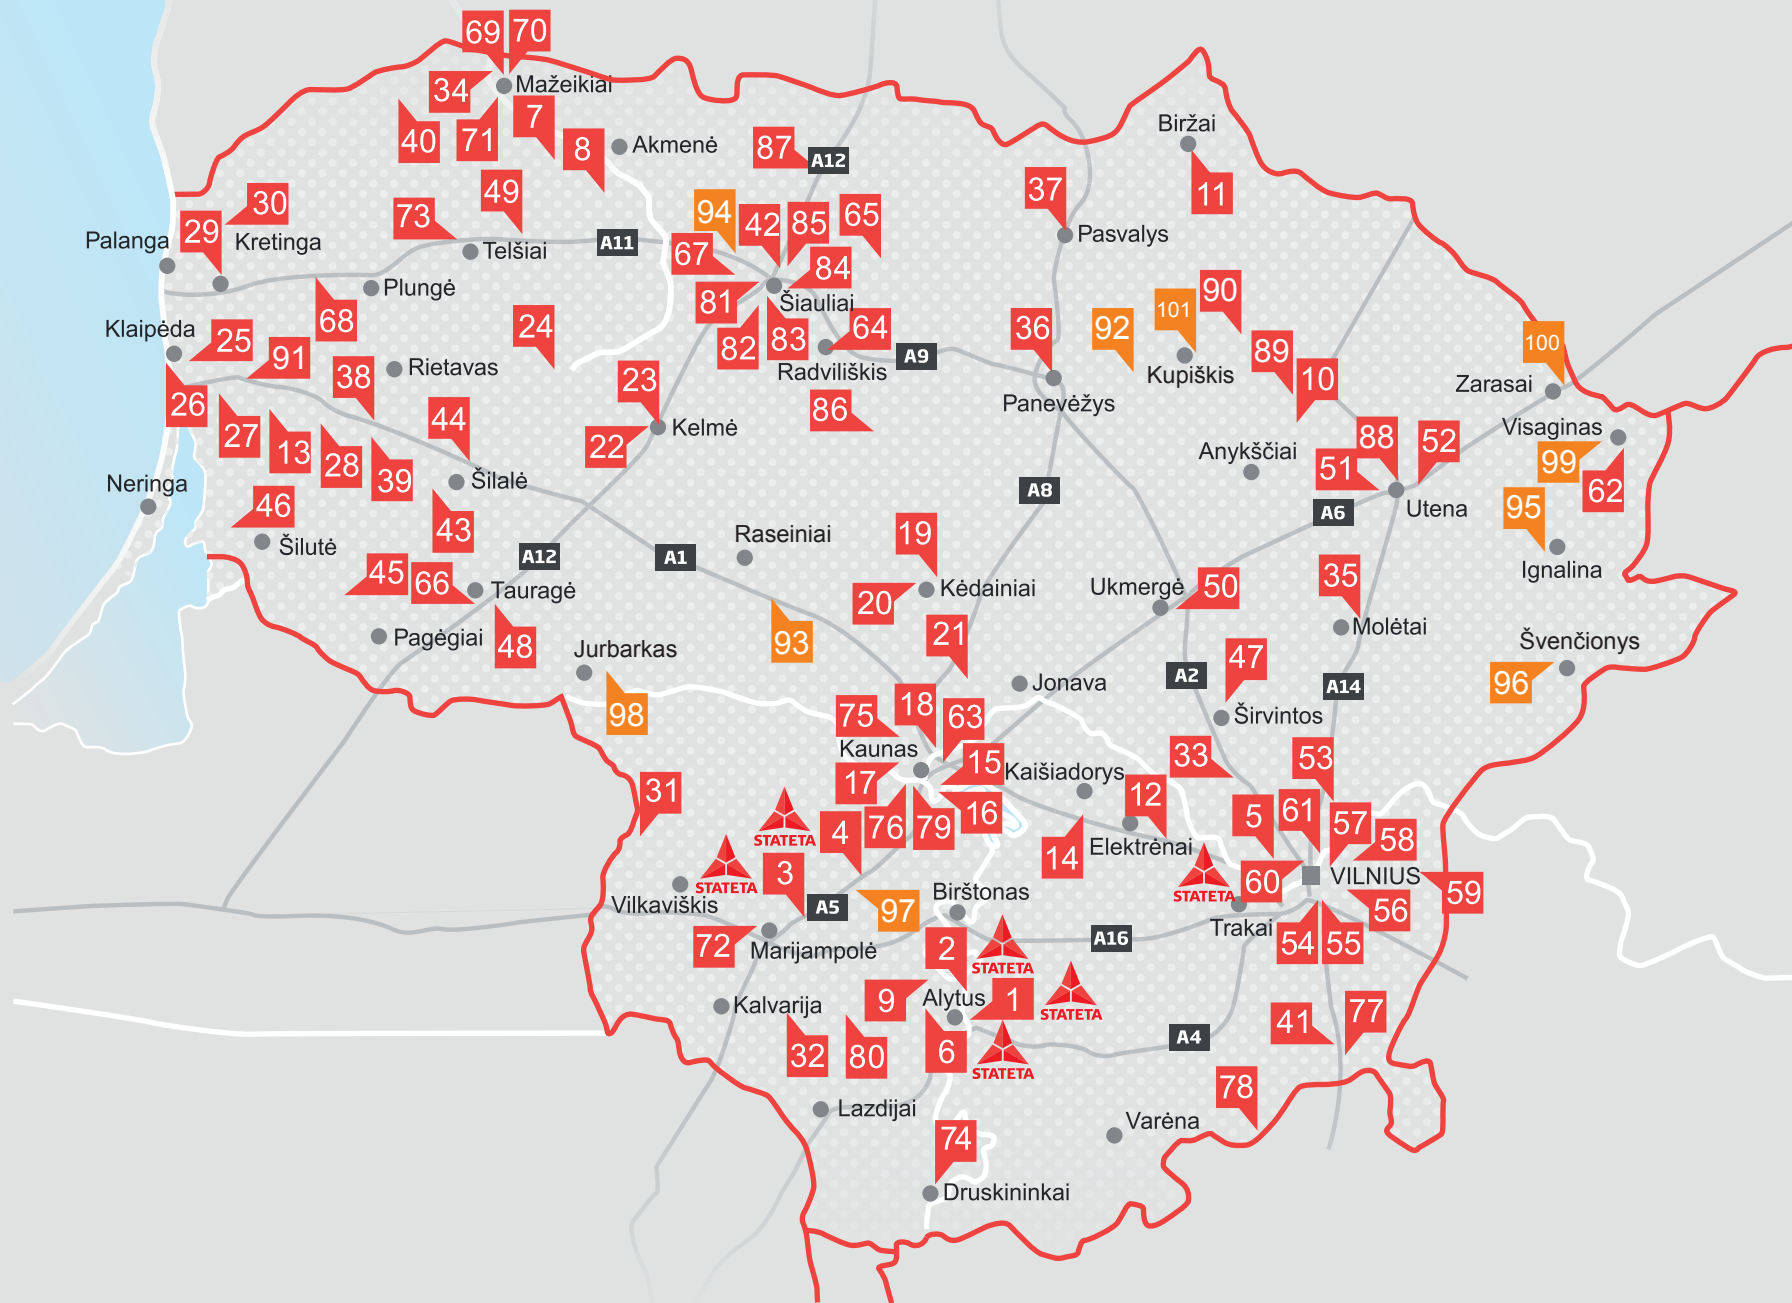 69
70
34
Mažeikiai
40
71
7
8
Akmenė
87
A12
Biržai
11
37
Pasvalys
30
29
Palanga
Kretinga
73
49
Telšiai
A11
94
42
85
65
67
84
81
Šiauliai
Plungė
68
Klaipėda
25
91
24
82
83
64
Radviliškis
A9
36
Panevėžys
92
101
90
Kupiškis
89
10
100
Zarasai
26
38
Rietavas
23
22
Kelmė
86
27
13
28
39
44
Šilalė
43
Anykščiai
88
52
51
Utena
A6
Visaginas
99
62
95
Ignalina
Neringa
46
Šilutė
A12
A1
Raseiniai
A8
19
20
Kėdainiai
21
45
66
Tauragė
48
Pagėgiai
Jurbarkas
98
93
Ukmergė
50
35
Molėtai
Švenčionys
96
47
A2
Širvintos
A14
Jonava
75
18
63
Kaunas
17
15
16
Kaišiadorys
12
33
53
31
STATETA
4
76
79
14
Elektrėnai
5
61
57
58
STATETA
3
STATETA
60
VILNIUS
59
56
Vilkaviškis
A5
97
Birštonas
Trakai
54
55
72
Marijampolė
2
STATETA
A16
Kalvarija
9
Alytus
1
STATETA
32
80
6
STATETA
A4
41
77
78
Lazdijai
Varėna
74
Druskininkai